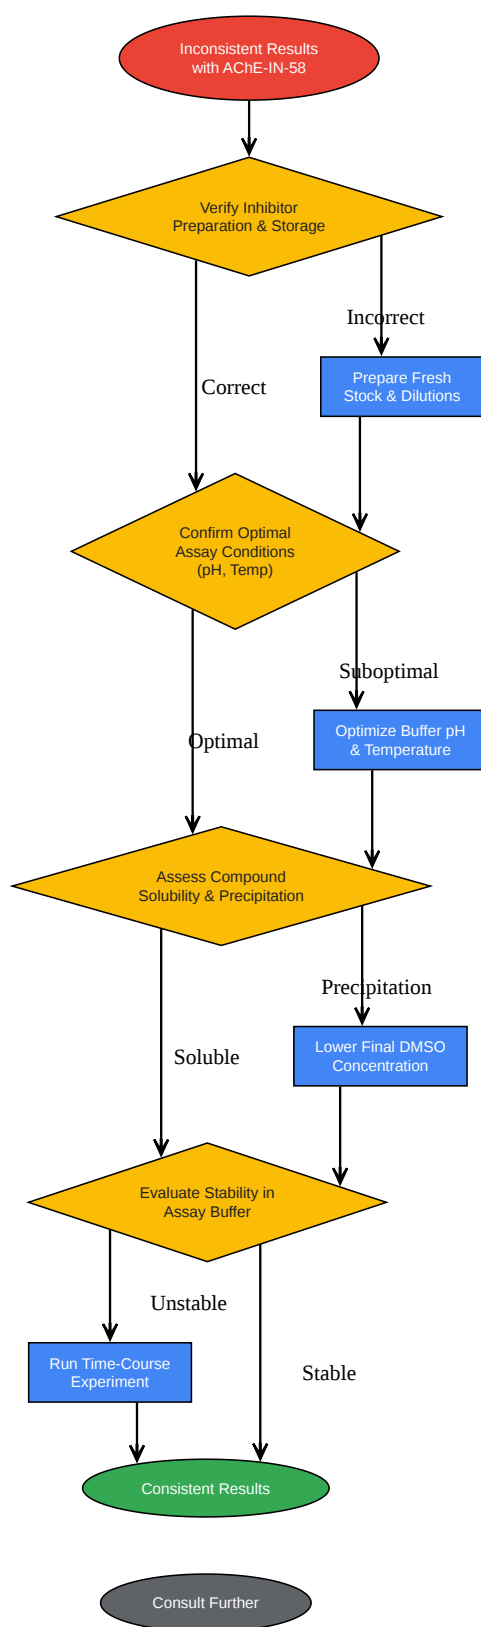 Inconsistent Results
with AChE-IN-58
Verify Inhibitor
Preparation & Storage
Incorrect
Prepare Fresh
Stock & Dilutions
Correct
Confirm Optimal
Assay Conditions
(pH, Temp)
Suboptimal
Optimize Buffer pH
& Temperature
Optimal
Assess Compound
Solubility & Precipitation
Precipitation
Lower Final DMSO
Concentration
Soluble
Evaluate Stability in
Assay Buffer
Unstable
Run Time-Course
Experiment
Stable
Consistent Results
Consult Further